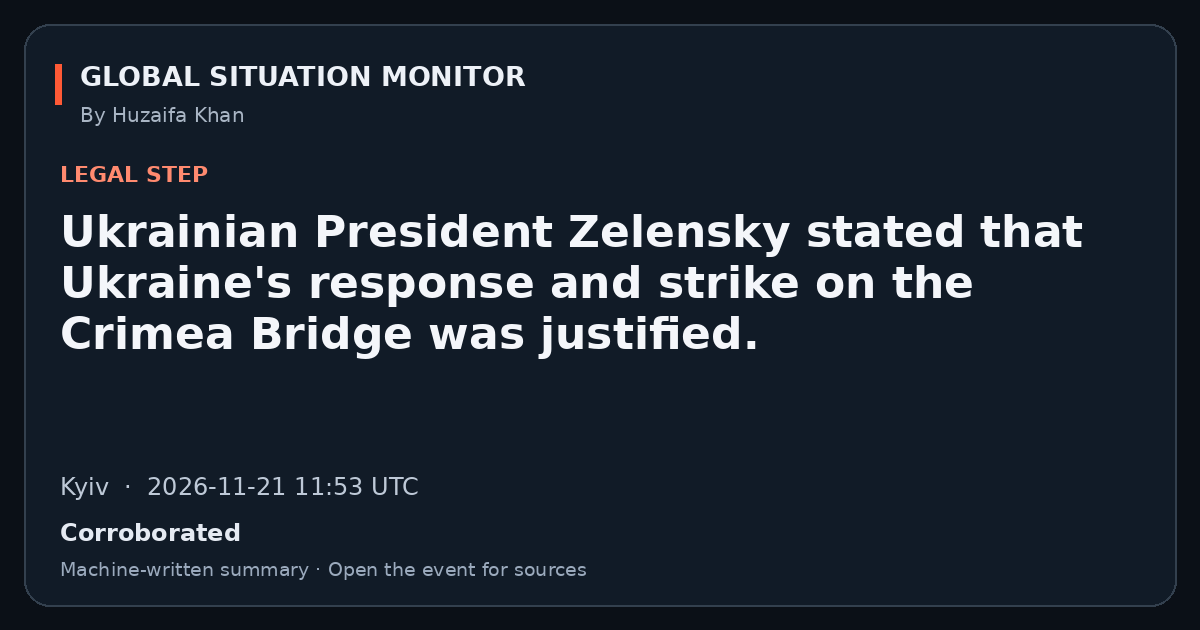 GLOBAL SITUATION MONITOR
By Huzaifa Khan
LEGAL STEP
Ukrainian President Zelensky stated that
Ukraine's response and strike on the
Crimea Bridge was justified.
Kyiv · 2026-11-21 11:53 UTC
Corroborated
Machine-written summary · Open the event for sources